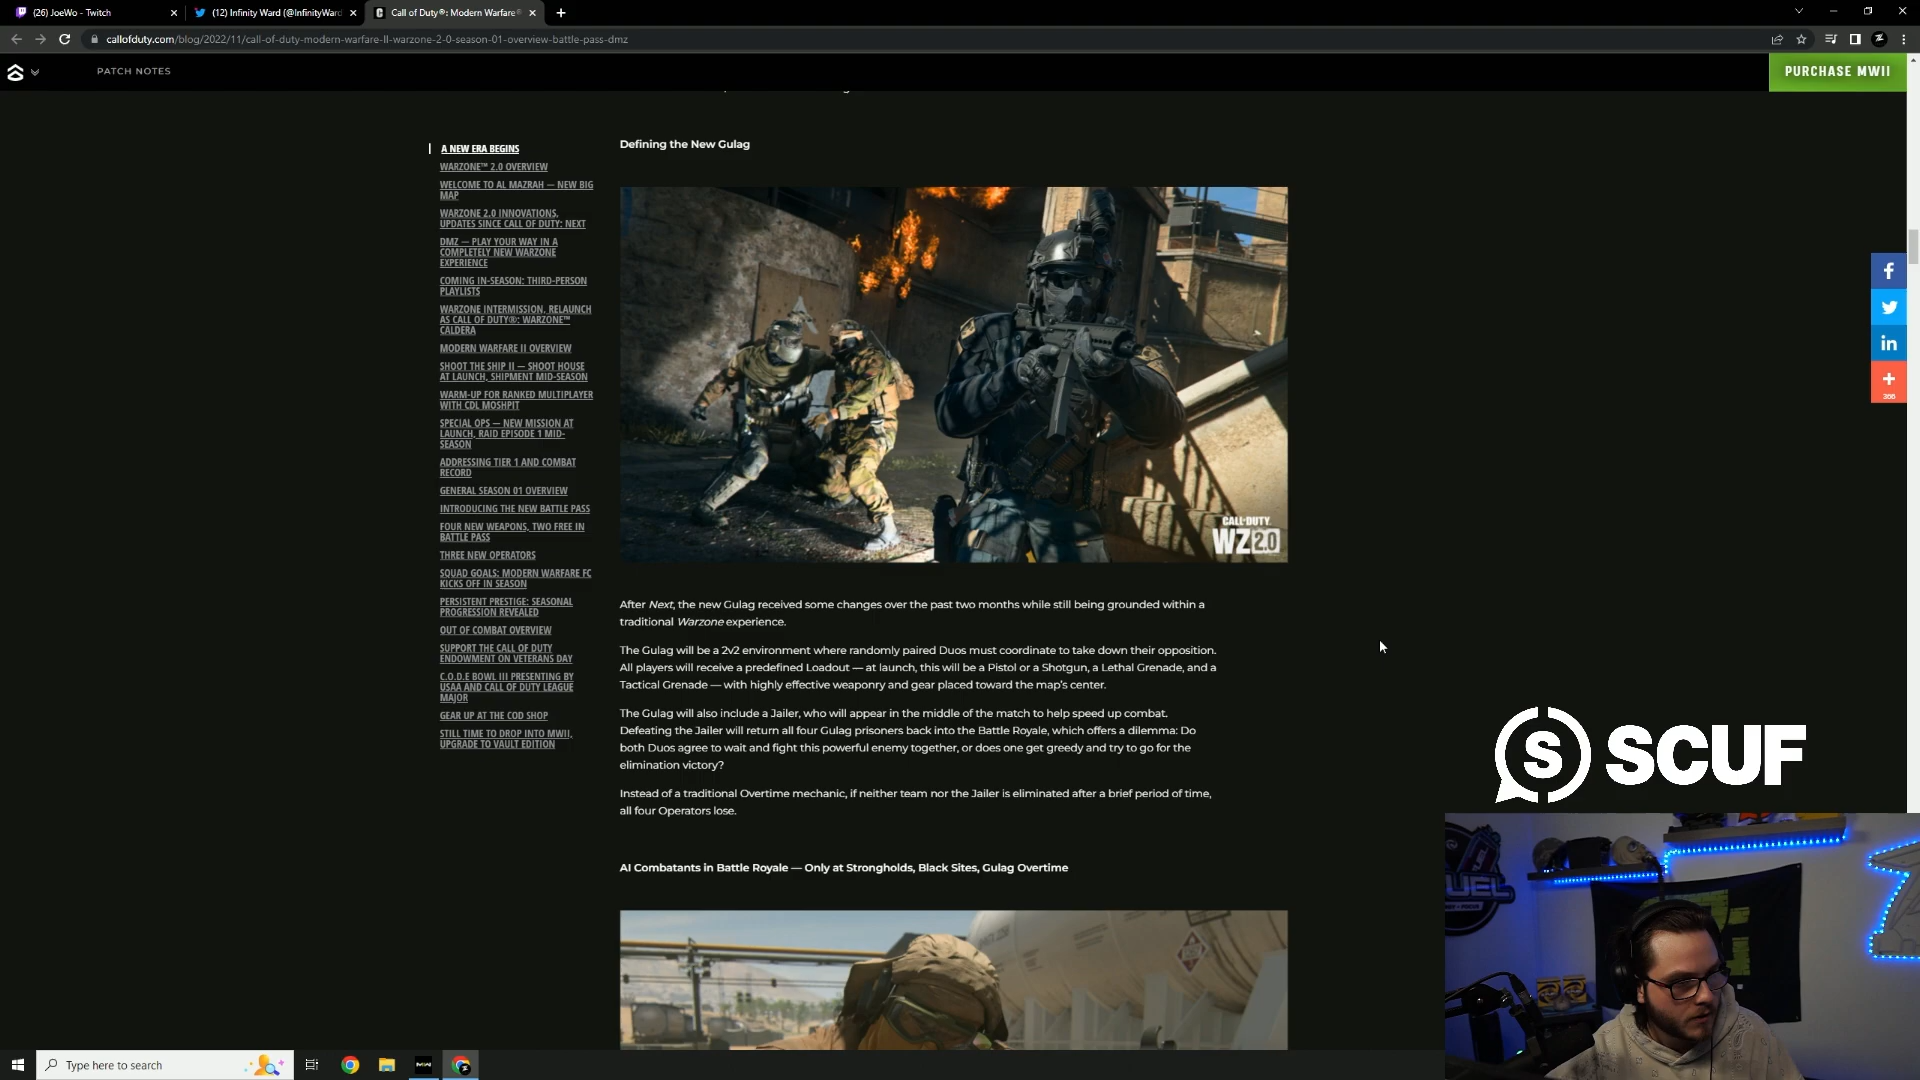 (26) JoeWo - Twitch
(12) Infinity Ward (@InfinityWard
Call of Duty®: Modern Warfare®
callofduty.com/blog/2022/11/call-of-duty-modern-warfare-II-warzone-2-0-season-01-overview-battle-pass-dmz
PATCH NOTES
PURCHASE MWII
A NEW ERA BEGINS
WARZONE™ 2.0 OVERVIEW
WELCOME TO AL MAZRAH — NEW BIG
MAP
WARZONE 2.0 INNOVATIONS,
UPDATES SINCE CALL OF DUTY: NEXT
DMZ — PLAY YOUR WAY IN A
COMPLETELY NEW WARZONE
EXPERIENCE
COMING IN-SEASON: THIRD-PERSON
PLAYLISTS
WARZONE INTERMISSION, RELAUNCH
AS CALL OF DUTY®: WARZONE™
CALDERA
MODERN WARFARE II OVERVIEW
SHOOT THE SHIP II — SHOOT HOUSE
AT LAUNCH, SHIPMENT MID-SEASON
WARM-UP FOR RANKED MULTIPLAYER
WITH CDL MOSHPIT
SPECIAL OPS — NEW MISSION AT
LAUNCH, RAID EPISODE 1 MID-
SEASON
ADDRESSING TIER 1 AND COMBAT
RECORD
GENERAL SEASON 01 OVERVIEW
INTRODUCING THE NEW BATTLE PASS
FOUR NEW WEAPONS, TWO FREE IN
BATTLE PASS
THREE NEW OPERATORS
SQUAD GOALS: MODERN WARFARE FC
KICKS OFF IN SEASON
PERSISTENT PRESTIGE: SEASONAL
PROGRESSION REVEALED
OUT OF COMBAT OVERVIEW
SUPPORT THE CALL OF DUTY
ENDOWMENT ON VETERANS DAY
C.O.D.E BOWL III PRESENTING BY
USAA AND CALL OF DUTY LEAGUE
MAJOR
GEAR UP AT THE COD SHOP
STILL TIME TO DROP INTO MWII,
UPGRADE TO VAULT EDITION
Defining the New Gulag
CALL OF DUTY
WZ 2.0
After Next, the new Gulag received some changes over the past two months while still being grounded within a
traditional Warzone experience.
The Gulag will be a 2v2 environment where randomly paired Duos must coordinate to take down their opposition.
All players will receive a predefined Loadout — at launch, this will be a Pistol or a Shotgun, a Lethal Grenade, and a
Tactical Grenade — with highly effective weaponry and gear placed toward the map's center.
The Gulag will also include a Jailer, who will appear in the middle of the match to help speed up combat.
Defeating the Jailer will return all four Gulag prisoners back into the Battle Royale, which offers a dilemma: Do
both Duos agree to wait and fight this powerful enemy together, or does one get greedy and try to go for the
elimination victory?
Instead of a traditional Overtime mechanic, if neither team nor the Jailer is eliminated after a brief period of time,
all four Operators lose.
AI Combatants in Battle Royale — Only at Strongholds, Black Sites, Gulag Overtime
366
S SCUF
Type here to search